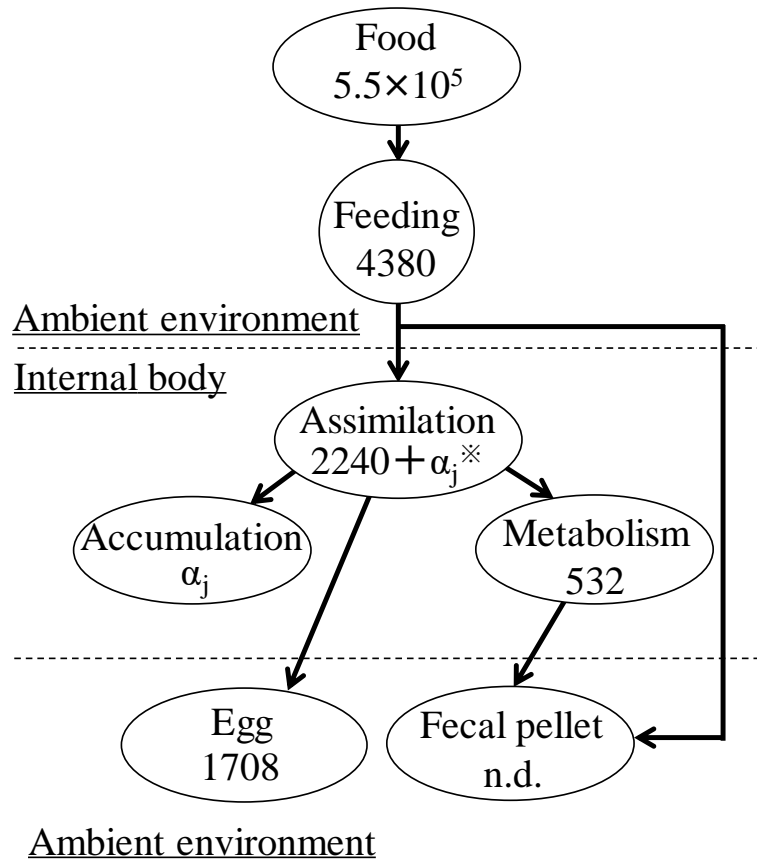 Food
5.5×10⁵
Feeding
4380
Ambient environment
Internal body
Assimilation
2240＋αⱼ※
Accumulation
αⱼ
Metabolism
532
Egg
1708
Fecal pellet
n.d.
Ambient environment